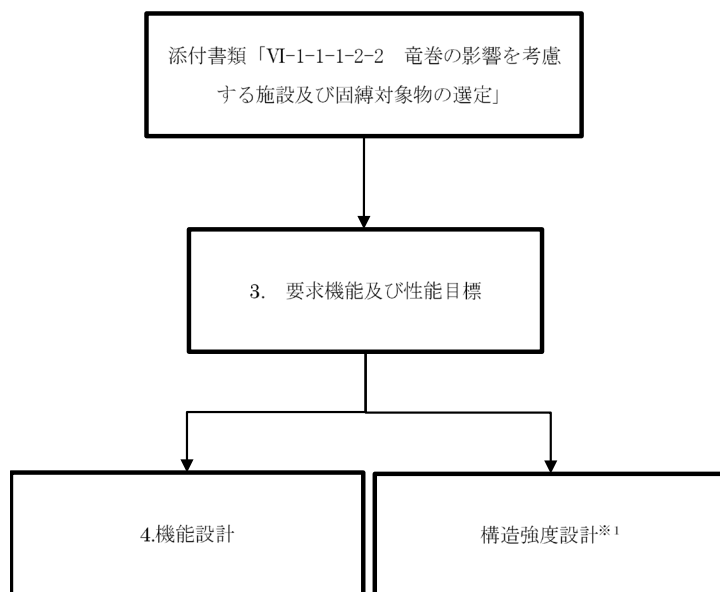 添付書類「Ⅵ-1-1-1-2-2　竜巻の影響を考慮
する施設及び固縛対象物の選定」
3.　要求機能及び性能目標
4.機能設計
構造強度設計※1